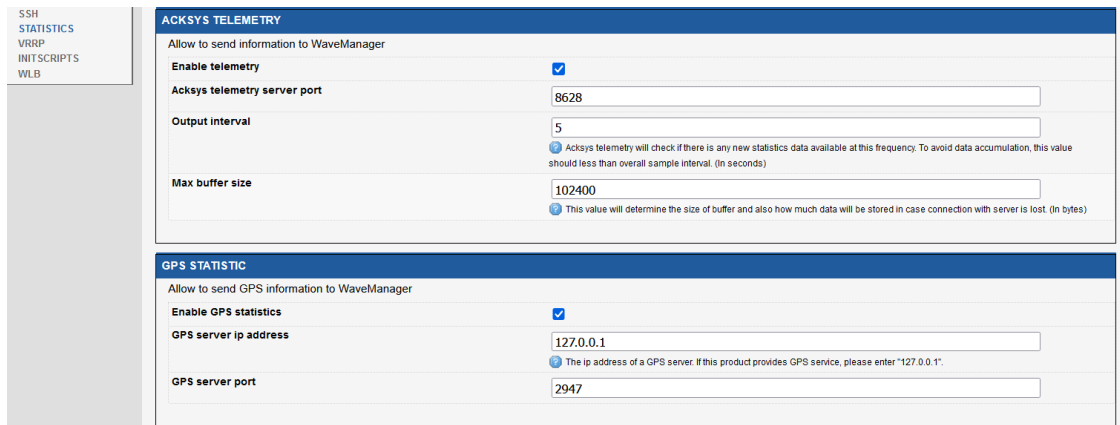 SSH
STATISTICS
VRRP
INITSCRIPTS
WLB
ACKSYS TELEMETRY
Allow to send information to WaveManager
Enable telemetry
Acksys telemetry server port
8628
Output interval
5
Acksys telemetry will check if there is any new statistics data available at this frequency. To avoid data accumulation, this value
should less than overall sample interval. (In seconds)
Max buffer size
102400
This value will determine the size of buffer and also how much data will be stored in case connection with server is lost. (In bytes)
GPS STATISTIC
Allow to send GPS information to WaveManager
Enable GPS statistics
GPS server ip address
127.0.0.1
The ip address of a GPS server. If this product provides GPS service, please enter "127.0.0.1".
GPS server port
2947